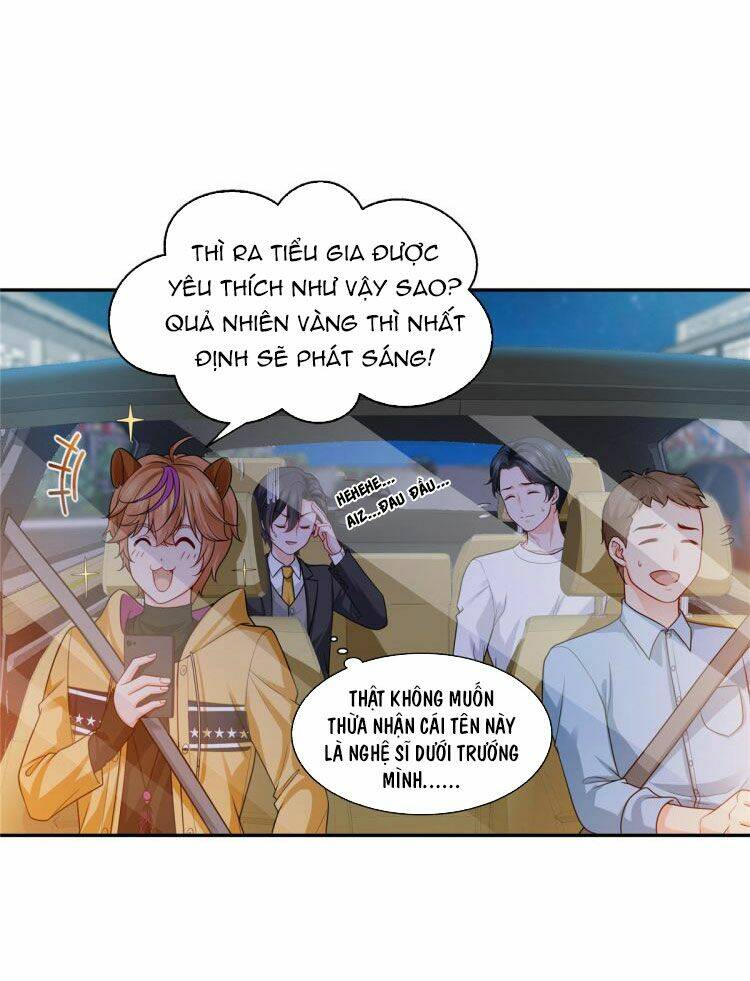 THÌ RA TIỂU GIA ĐƯỢC
YÊU THÍCH NHƯ VẬY SAO?
QUẢ NHIÊN VÀNG THÌ NHẤT
ĐỊNH SẼ PHÁT SÁNG!
HEHEHE...
AIZ...ĐAU ĐẦU...
THẬT KHÔNG MUỐN
THỪA NHẬN CÁI TÊN NÀY
LÀ NGHỆ SĨ DƯỚI TRƯỚNG
MÌNH......